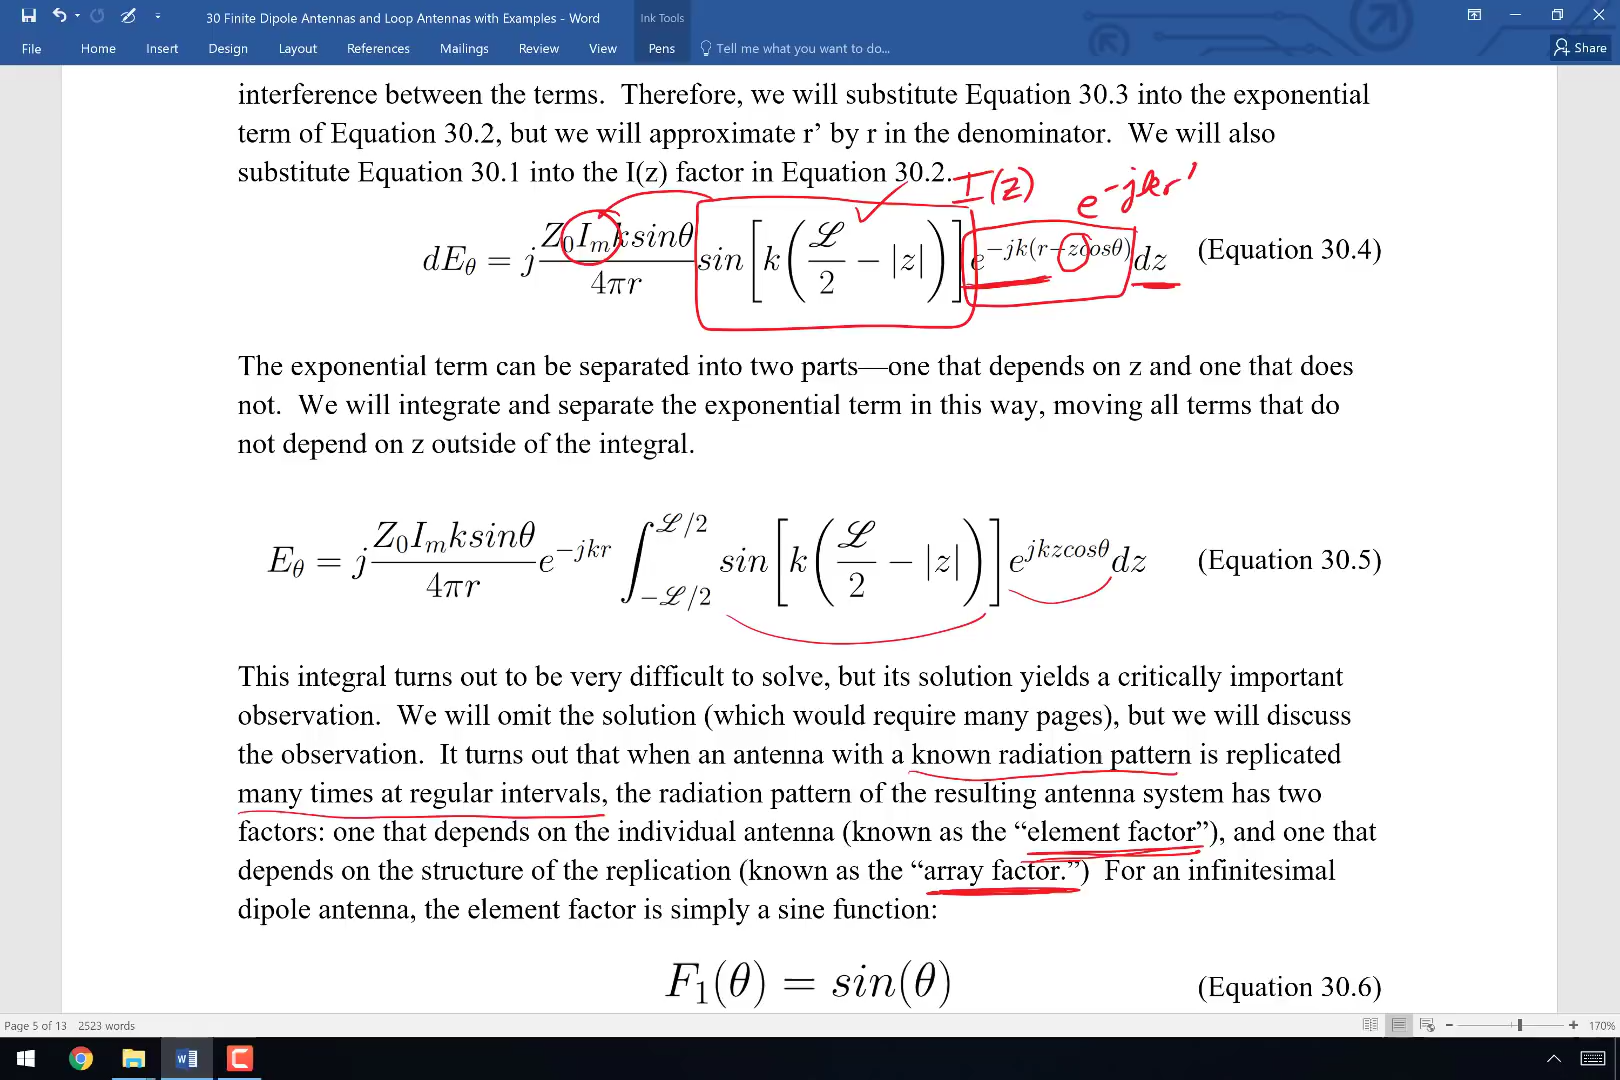 30 Finite Dipole Antennas and Loop Antennas with Examples - Word
Ink Tools
File Home Insert Design Layout References Mailings Review View Pens Tell me what you want to do... Share
interference between the terms. Therefore, we will substitute Equation 30.3 into the exponential
term of Equation 30.2, but we will approximate r’ by r in the denominator. We will also
substitute Equation 30.1 into the I(z) factor in Equation 30.2.
I(z) e^{-jkr'}
dE_θ = j \frac{Z_0 I_m k sinθ}{4πr} sin[k(\frac{ℒ}{2} − |z|)] e^{−jk(r−zcosθ)} dz (Equation 30.4)
The exponential term can be separated into two parts—one that depends on z and one that does
not. We will integrate and separate the exponential term in this way, moving all terms that do
not depend on z outside of the integral.
E_θ = j \frac{Z_0 I_m k sinθ}{4πr} e^{−jkr} ∫_{−ℒ/2}^{ℒ/2} sin[k(\frac{ℒ}{2} − |z|)] e^{jkzcosθ} dz (Equation 30.5)
This integral turns out to be very difficult to solve, but its solution yields a critically important
observation. We will omit the solution (which would require many pages), but we will discuss
the observation. It turns out that when an antenna with a known radiation pattern is replicated
many times at regular intervals, the radiation pattern of the resulting antenna system has two
factors: one that depends on the individual antenna (known as the “element factor”), and one that
depends on the structure of the replication (known as the “array factor.”) For an infinitesimal
dipole antenna, the element factor is simply a sine function:
F_1(θ) = sin(θ) (Equation 30.6)
Page 5 of 13 2523 words 170%